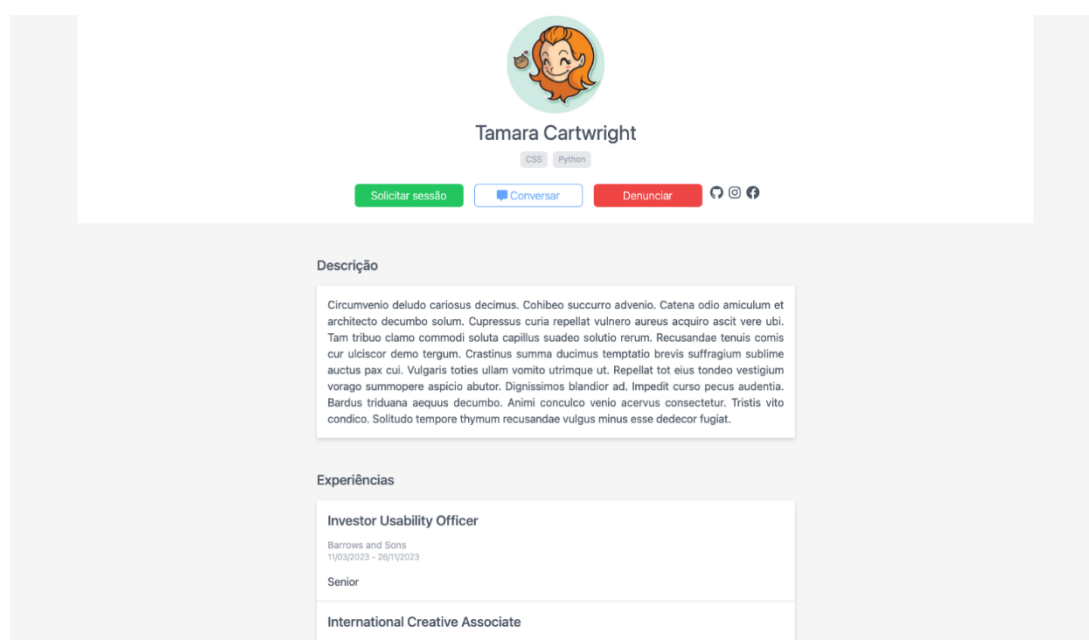 Tamara Cartwright
CSS Python
Solicitar sessão Conversar Denunciar
Descrição
Circumvenio deludo cariosus decimus. Cohibeo succurro advenio. Catena odio amiculum et
architecto decumbo solum. Cupressus curia repellat vulnero aureus acquiro ascit vere ubi.
Tam tribuo clamo commodi soluta capillus suadeo solutio rerum. Recusandae tenuis comis
cur ulciscor demo tergum. Crastinus summa ducimus temptatio brevis suffragium sublime
auctus pax cui. Vulgaris toties ullam vomito utrimque ut. Repellat tot eius tondeo vestigium
vorago summopere aspicio abutor. Dignissimos blandior ad. Impedit curso pecus audentia.
Bardus triduana aequus decumbo. Animi conculco venio acervus consectetur. Tristis vito
condico. Solitudo tempore thymum recusandae vulgus minus esse dedecor fugiat.
Experiências
Investor Usability Officer
Barrows and Sons
11/03/2023 - 26/11/2023
Senior
International Creative Associate